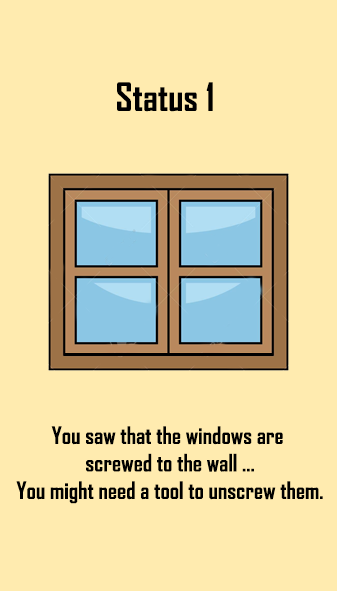 Status 1
You saw that the windows are
screwed to the wall ...
You might need a tool to unscrew them.